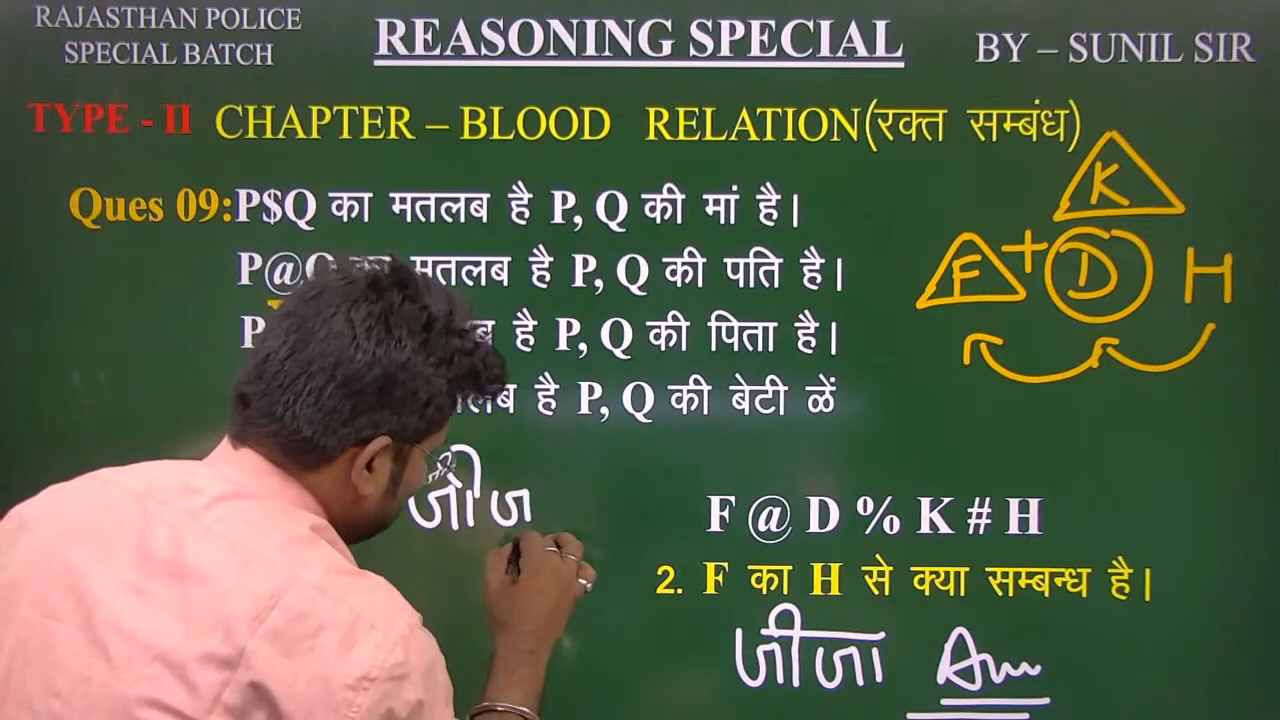 RAJASTHAN POLICE
SPECIAL BATCH
REASONING SPECIAL
BY – SUNIL SIR
TYPE - II CHAPTER – BLOOD RELATION(रक्त सम्बंध)
Ques 09:P$Q का मतलब है P, Q की मां है।
P@Q मतलब है P, Q की पति है।
P है P, Q की पिता है।
है P, Q की बेटी ळें
K
F + D H
जीज
F @ D % K # H
2. F का H से क्या सम्बन्ध है।
जीजा Ans